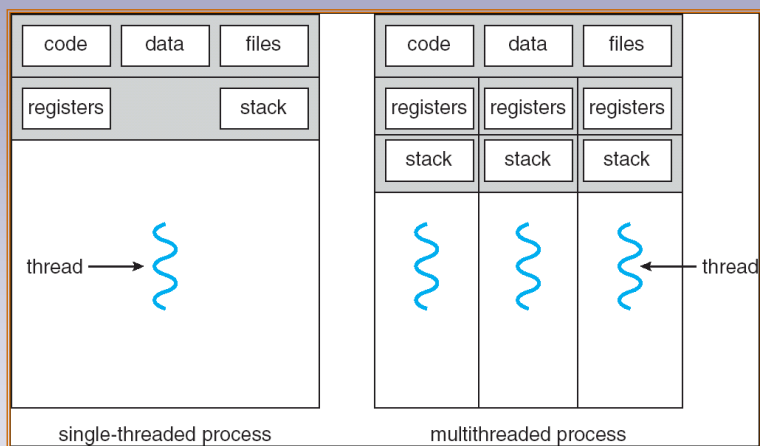 code data files
registers stack
thread
single-threaded process
code data files
registers registers registers
stack stack stack
thread
multithreaded process